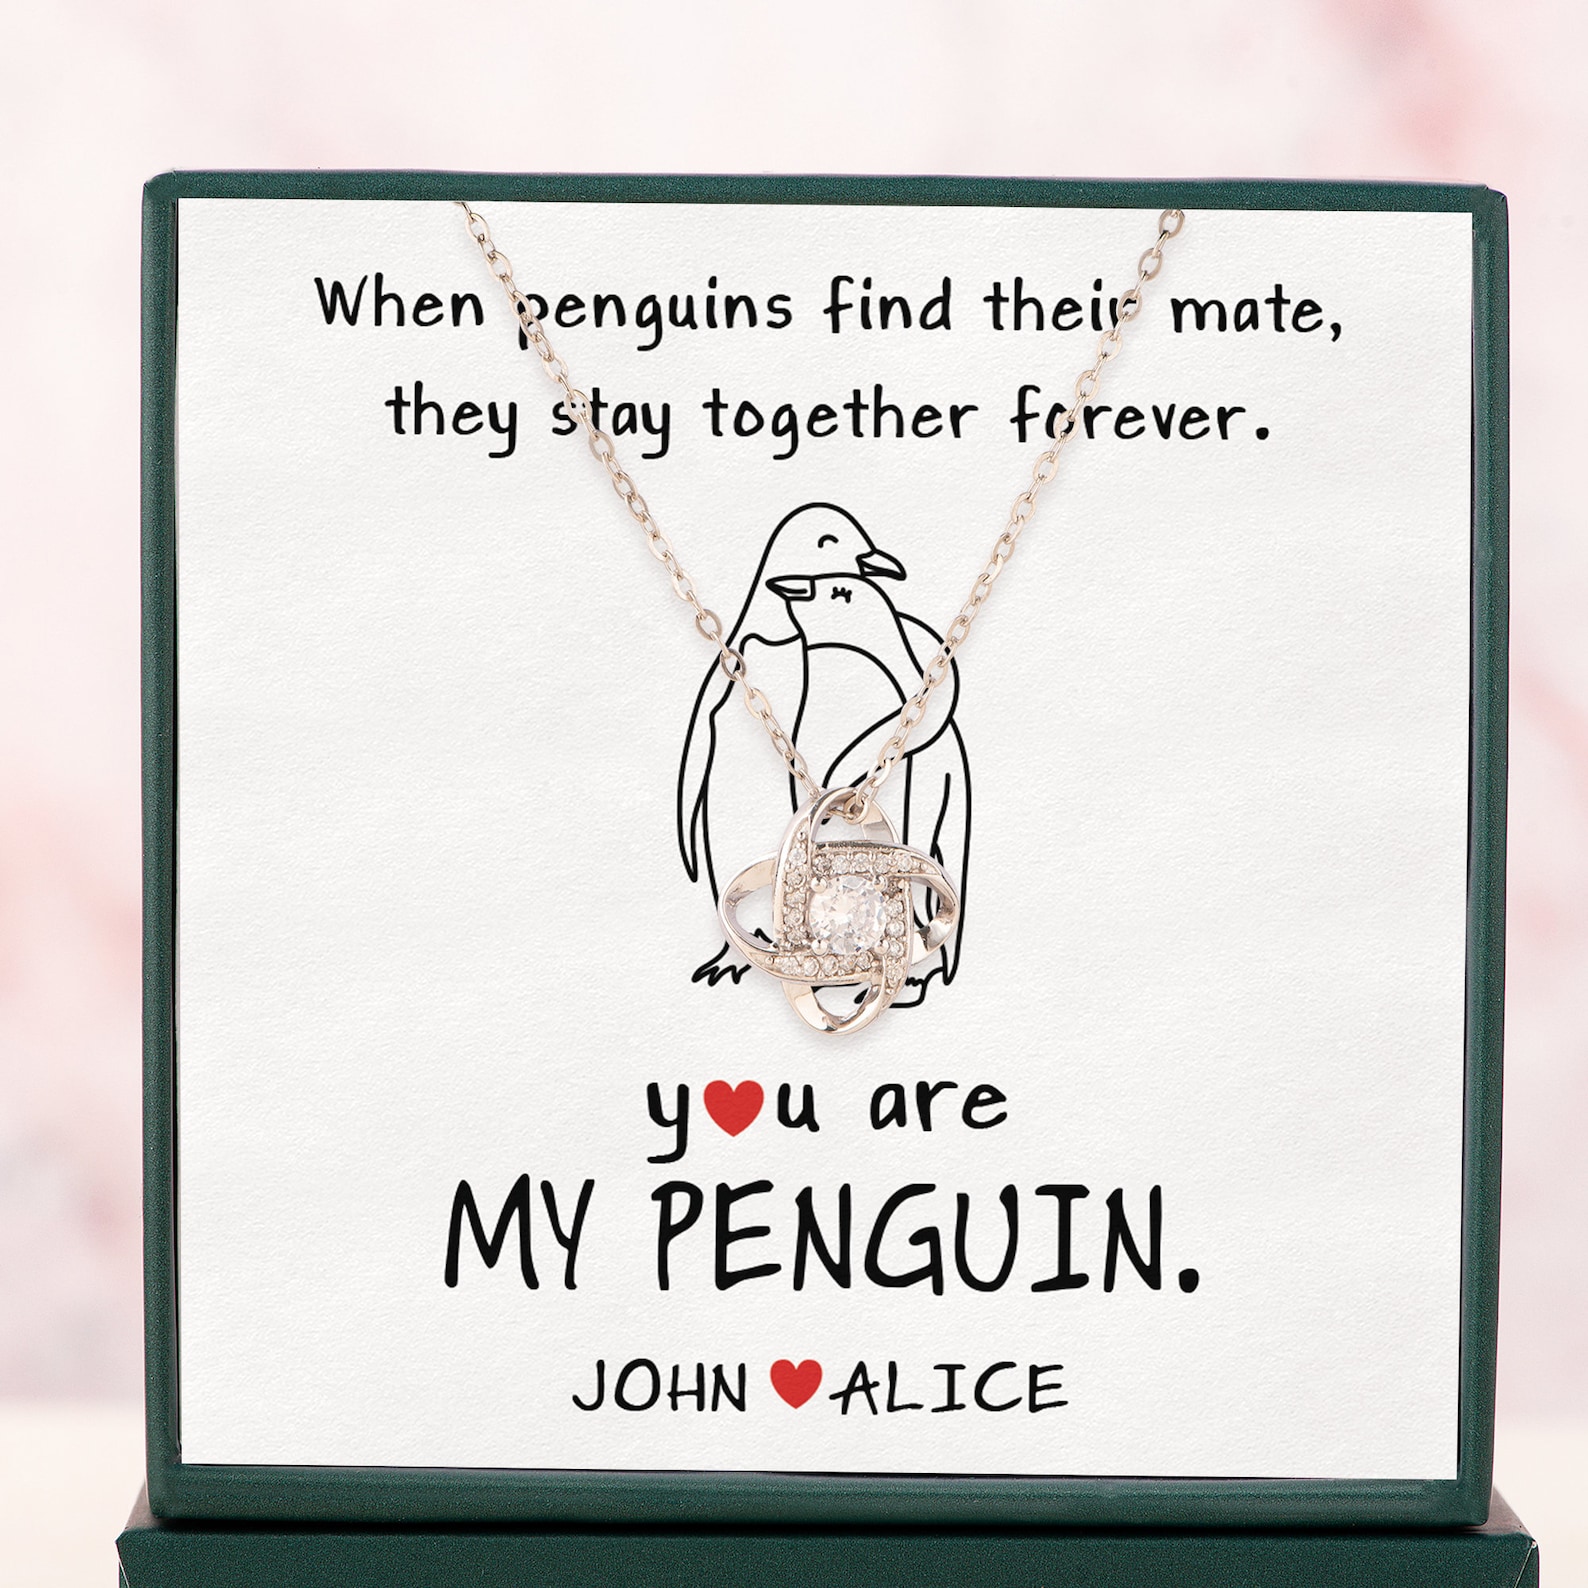 When penguins find their mate,
they stay together forever.
y❤u are
MY PENGUIN.
JOHN ❤ ALICE